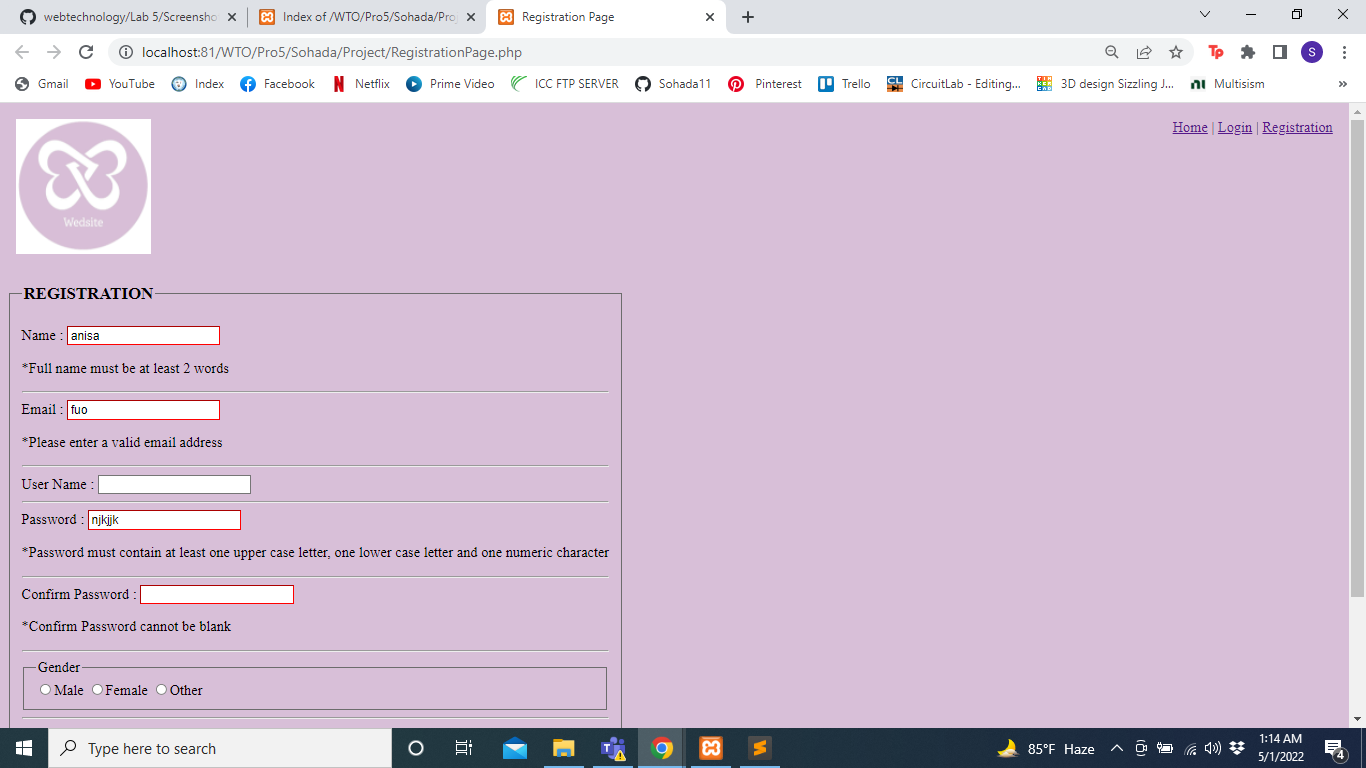 webtechnology/Lab 5/Screensho
Index of /WTO/Pro5/Sohada/Pro
Registration Page
localhost:81/WTO/Pro5/Sohada/Project/RegistrationPage.php
Tp
S
Gmail
YouTube
Index
Facebook
Netflix
Prime Video
ICC FTP SERVER
Sohada11
Pinterest
Trello
CircuitLab - Editing...
3D design Sizzling J...
Multisism
»
Home | Login | Registration
Wedsite
REGISTRATION
Name : anisa
*Full name must be at least 2 words
Email : fuo
*Please enter a valid email address
User Name :
Password : njkjjk
*Password must contain at least one upper case letter, one lower case letter and one numeric character
Confirm Password :
*Confirm Password cannot be blank
Gender
Male Female Other
Type here to search
85°F Haze
1:14 AM
5/1/2022
4